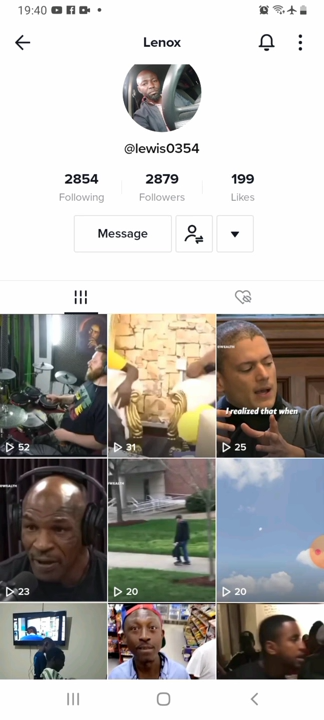 19:40
Lenox
@lewis0354
2854 2879 199
Following Followers Likes
Message
I realized that when
52 31 25
23 20 20